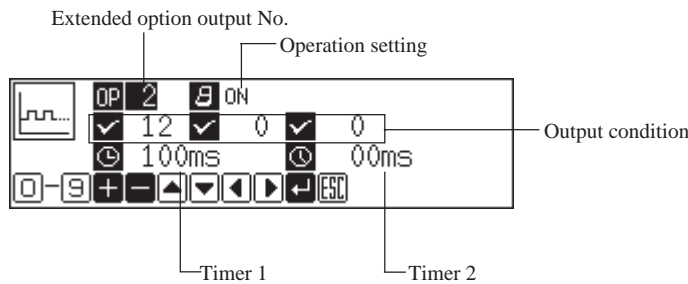 Extended option output No.
Operation setting
OP 2 ON
12 0 0
Output condition
100ms 00ms
0-9 + - ESC
Timer 1 Timer 2